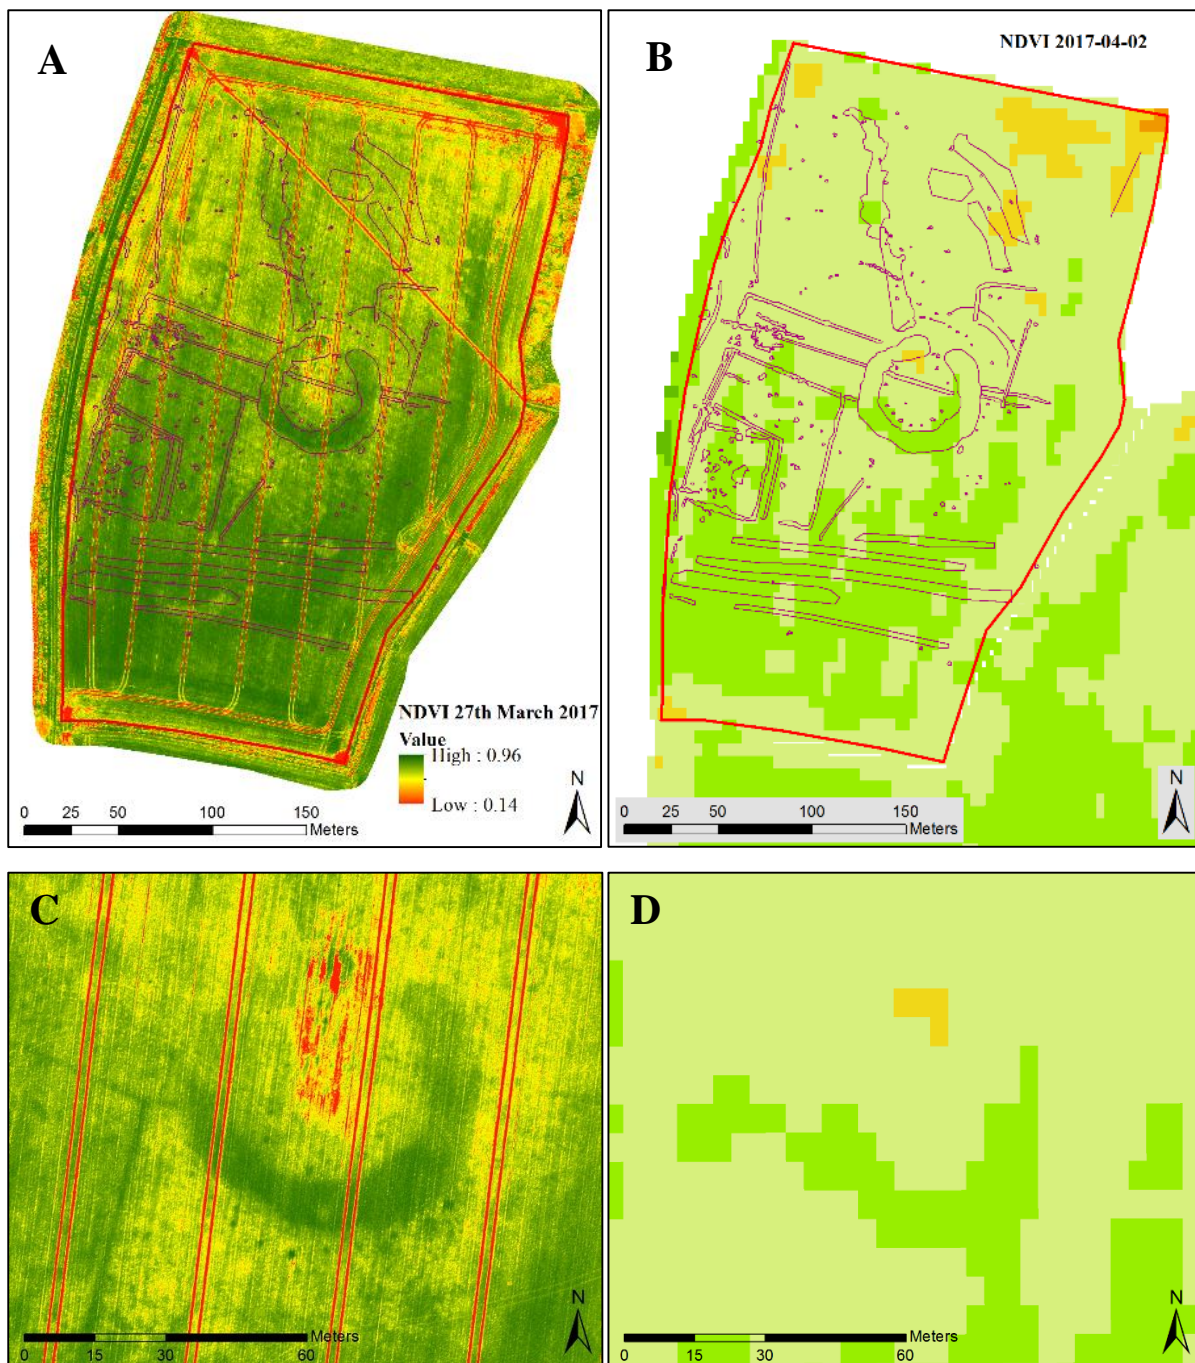 A
NDVI 27th March 2017
Value
High : 0.96
Low : 0.14
0 25 50 100 150
Meters
N
B
NDVI 2017-04-02
0 25 50 100 150
Meters
N
C
0 15 30 60
Meters
N
D
0 15 30 60
Meters
N